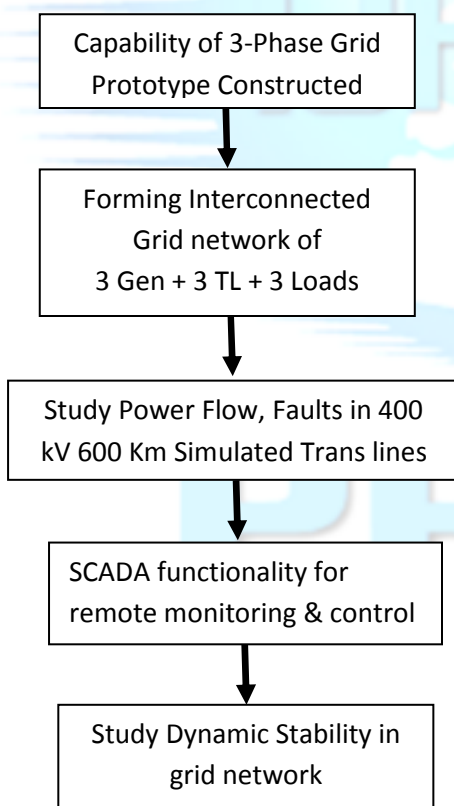 Capability of 3-Phase Grid
Prototype Constructed
Forming Interconnected
Grid network of
3 Gen + 3 TL + 3 Loads
Study Power Flow, Faults in 400
kV 600 Km Simulated Trans lines
SCADA functionality for
remote monitoring & control
Study Dynamic Stability in
grid network